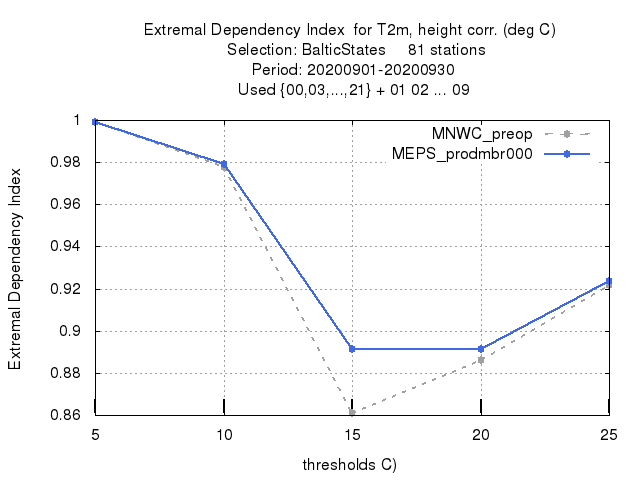 Extremal Dependency Index  for T2m, height corr. (deg C)
Selection: BalticStates     81 stations
Period: 20200901-20200930
Used {00,03,...,21} + 01 02 ... 09
MNWC_preop
MEPS_prodmbr000
Extremal Dependency Index
1
0.98
0.96
0.94
0.92
0.9
0.88
0.86
5 10 15 20 25
thresholds C)